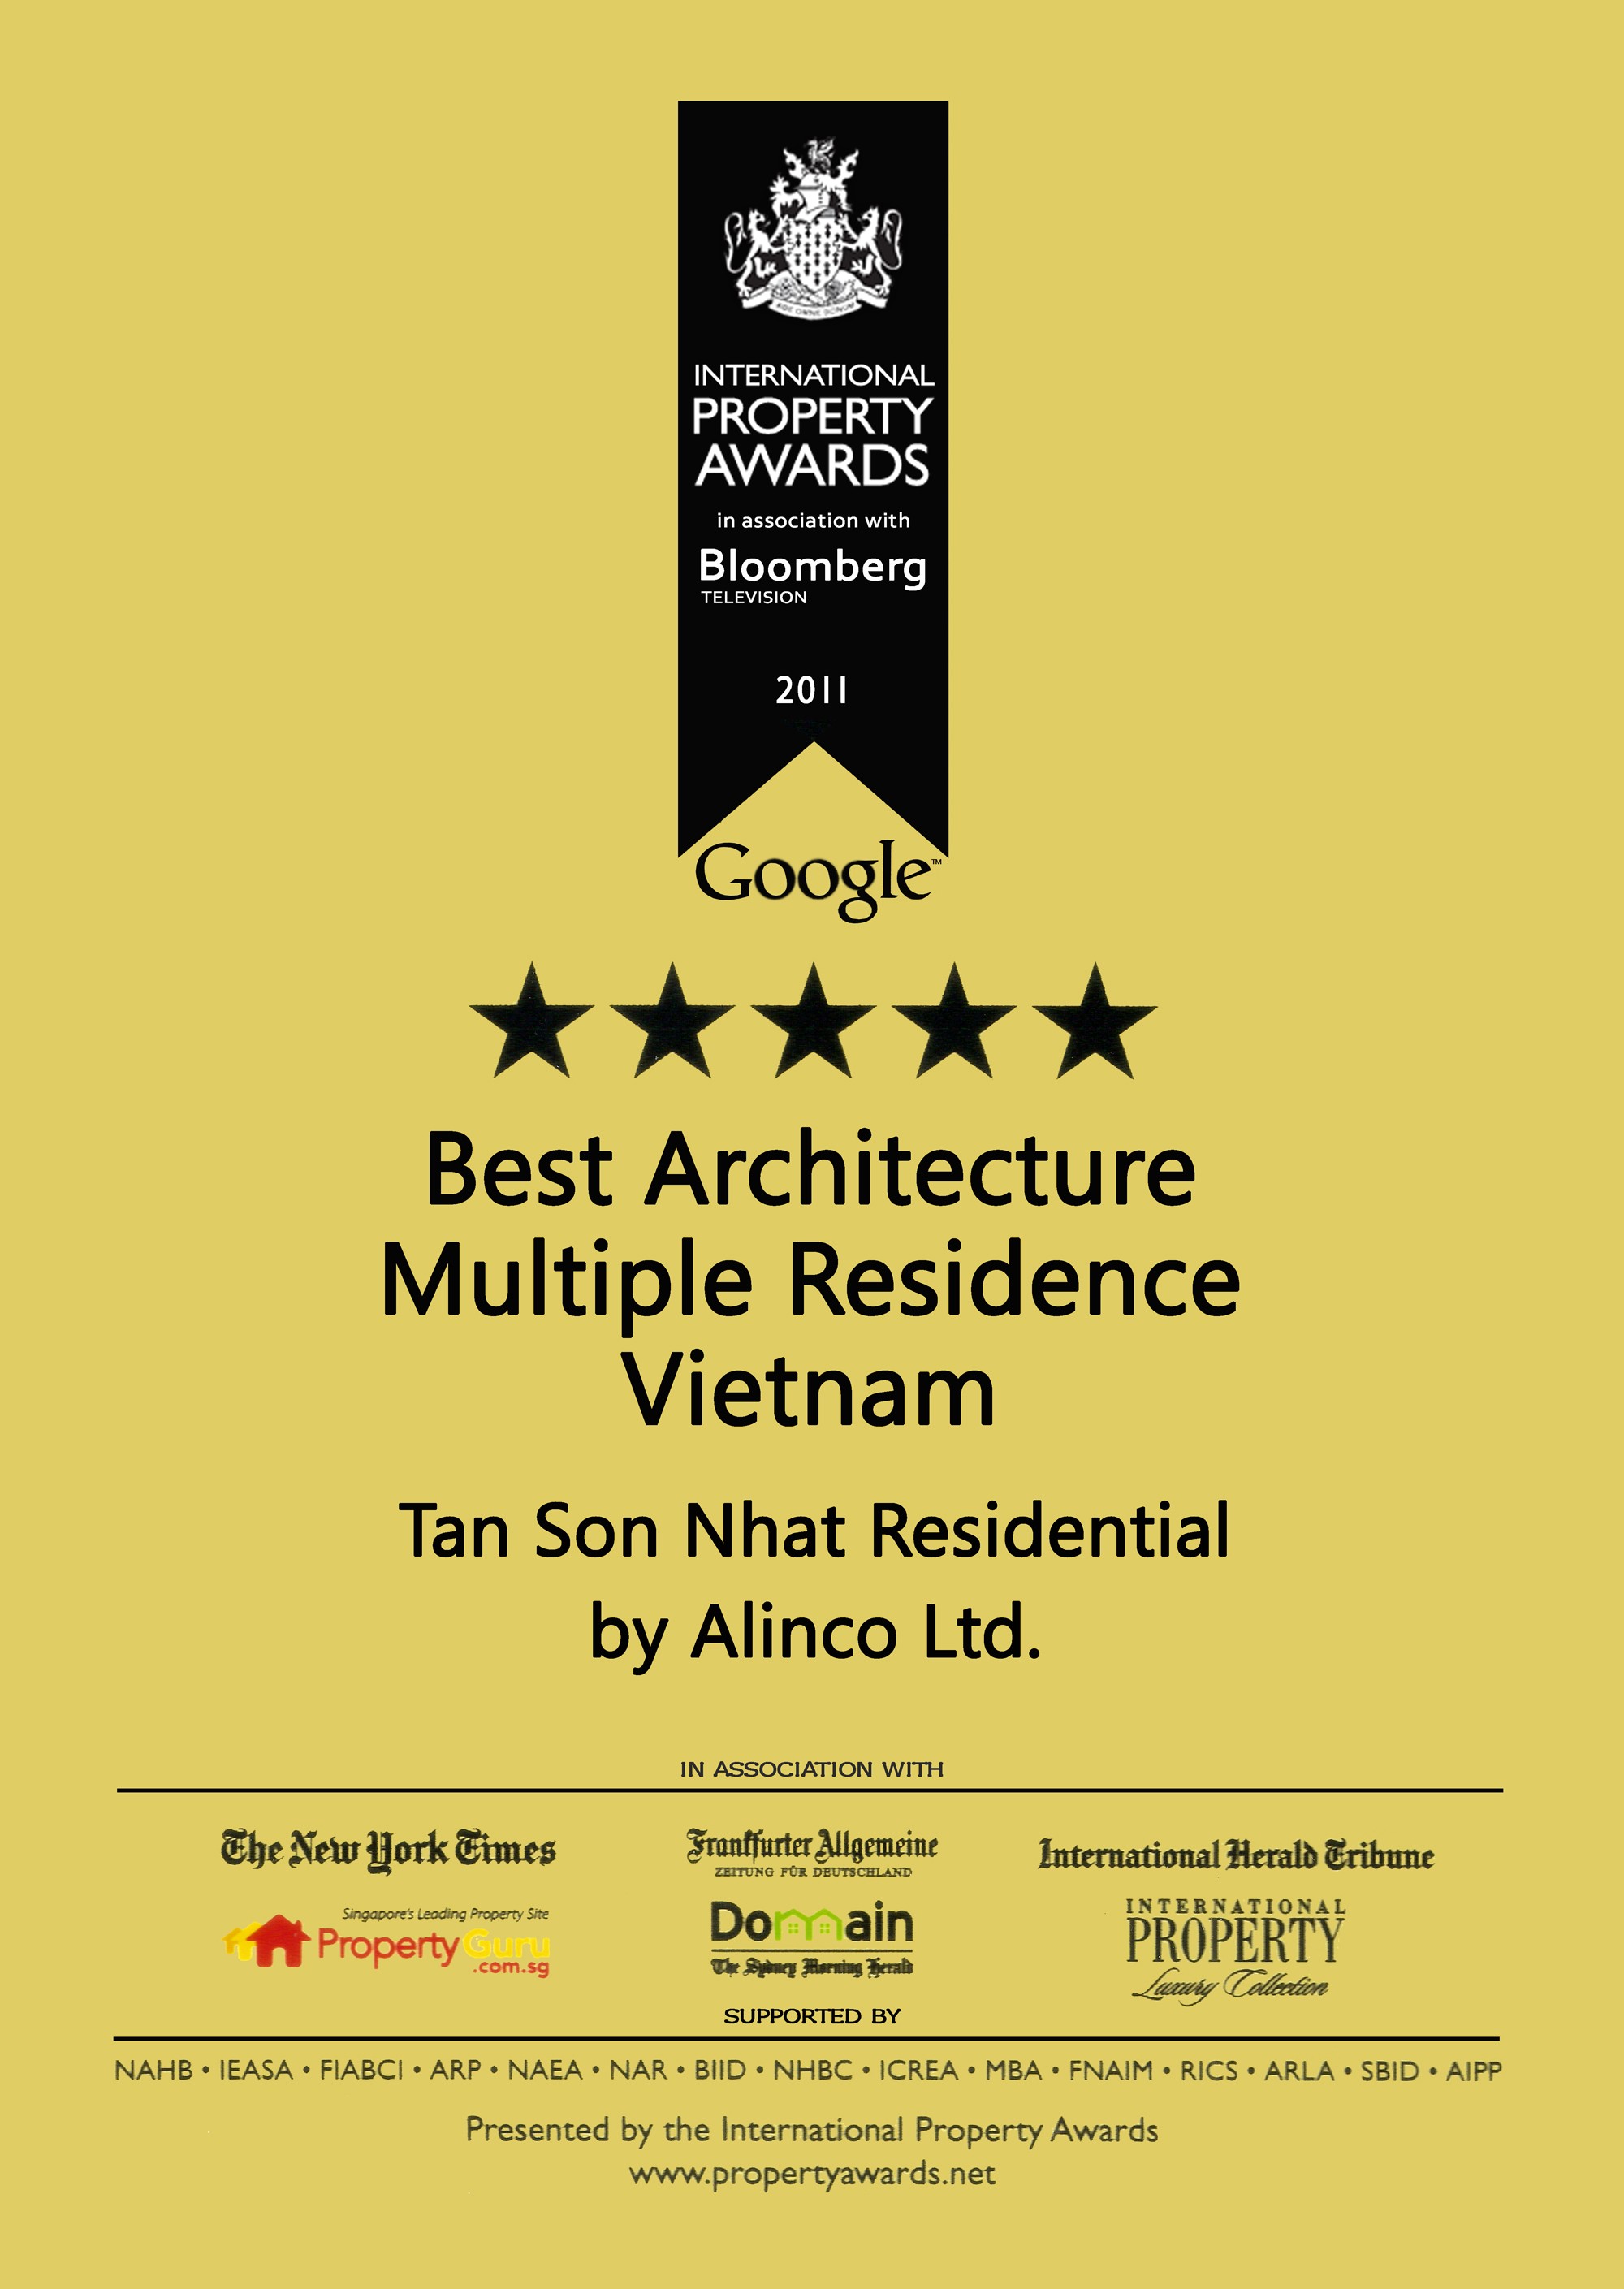 INTERNATIONAL
PROPERTY
AWARDS
in association with
Bloomberg
TELEVISION
2011
Google™
Best Architecture
Multiple Residence
Vietnam
Tan Son Nhat Residential
by Alinco Ltd.
IN ASSOCIATION WITH
The New York Times
Frankfurter Allgemeine
ZEITUNG FÜR DEUTSCHLAND
International Herald Tribune
Singapore's Leading Property Site
PropertyGuru
.com.sg
Domain
The Sydney Morning Herald
INTERNATIONAL
PROPERTY
Luxury Collection
SUPPORTED BY
NAHB • IEASA • FIABCI • ARP • NAEA • NAR • BIID • NHBC • ICREA • MBA • FNAIM • RICS • ARLA • SBID • AIPP
Presented by the International Property Awards
www.propertyawards.net